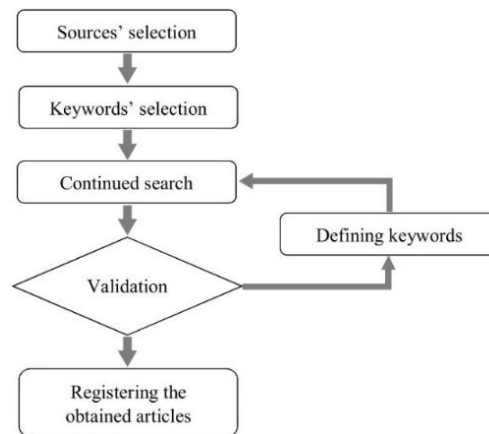 Sources’ selection
Keywords’ selection
Continued search
Defining keywords
Validation
Registering the
obtained articles